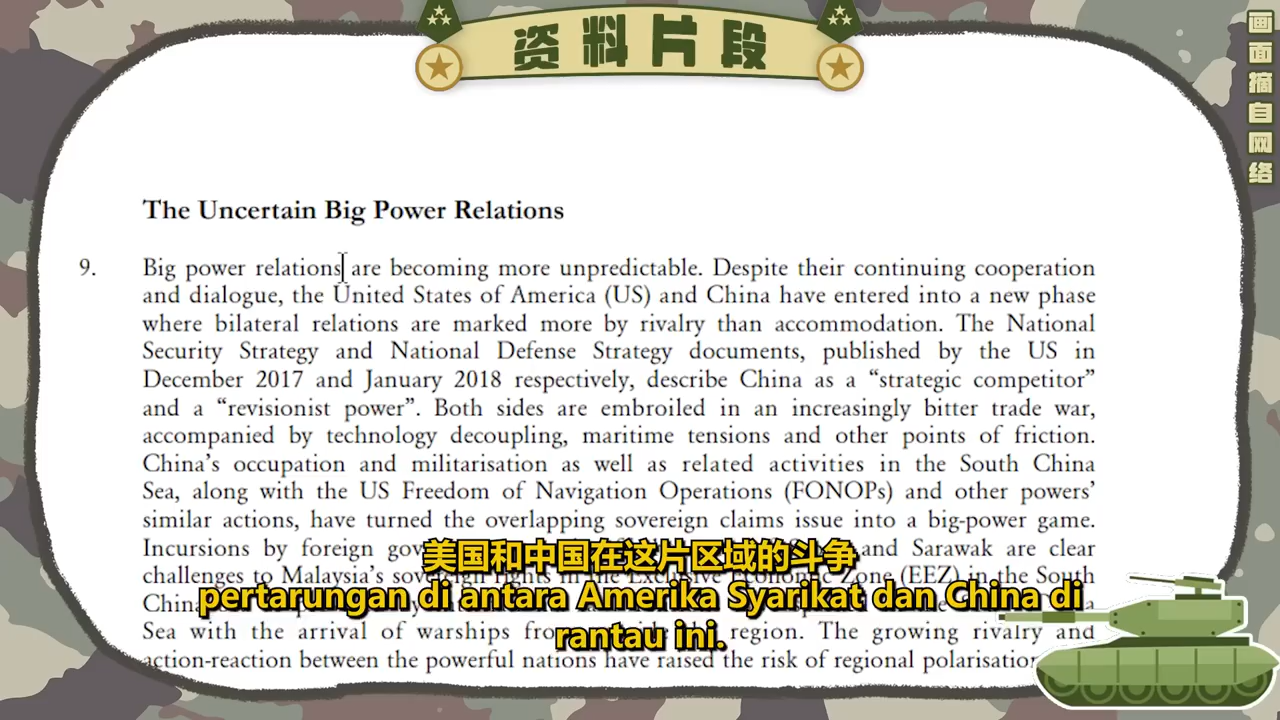 资料片段
画面摘自网络
The Uncertain Big Power Relations
9. Big power relations are becoming more unpredictable. Despite their continuing cooperation
and dialogue, the United States of America (US) and China have entered into a new phase
where bilateral relations are marked more by rivalry than accommodation. The National
Security Strategy and National Defense Strategy documents, published by the US in
December 2017 and January 2018 respectively, describe China as a “strategic competitor”
and a “revisionist power”. Both sides are embroiled in an increasingly bitter trade war,
accompanied by technology decoupling, maritime tensions and other points of friction.
China’s occupation and militarisation as well as related activities in the South China
Sea, along with the US Freedom of Navigation Operations (FONOPs) and other powers’
similar actions, have turned the overlapping sovereign claims issue into a big-power game.
Incursions by foreign and Sarawak are clear
challenges to Malaysia’s sovereign rights in the Exclusive Economic Zone (EEZ) in the South
Sea with the arrival of warships region. The growing rivalry and
action-reaction between the powerful nations have raised the risk of regional
美国和中国在这片区域的斗争
pertarungan di antara Amerika Syarikat dan China di
rantau ini.